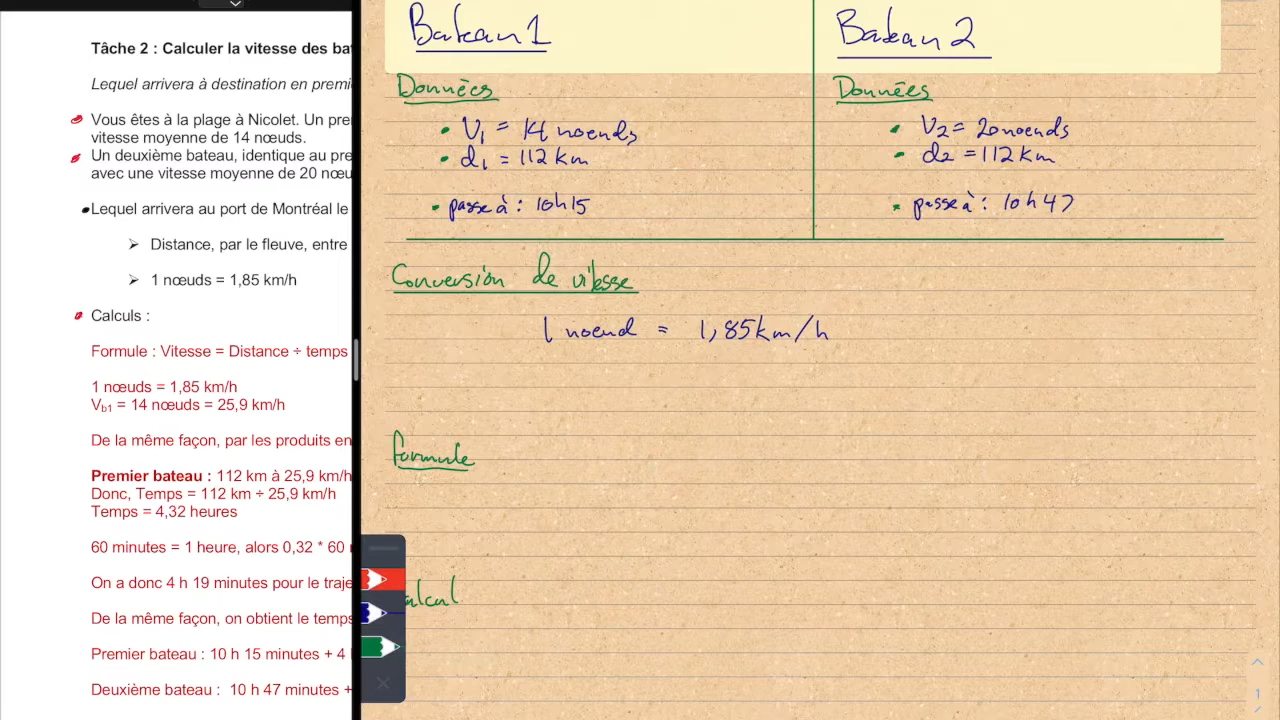 Tâche 2 : Calculer la vitesse des bat
Lequel arrivera à destination en premi
Vous êtes à la plage à Nicolet. Un pre
vitesse moyenne de 14 nœuds.
Un deuxième bateau, identique au pre
avec une vitesse moyenne de 20 nœu
Lequel arrivera au port de Montréal le
Distance, par le fleuve, entre
1 nœuds = 1,85 km/h
Calculs :
Formule : Vitesse = Distance ÷ temps
1 nœuds = 1,85 km/h
Vb1 = 14 nœuds = 25,9 km/h
De la même façon, par les produits en
Premier bateau : 112 km à 25,9 km/h
Donc, Temps = 112 km ÷ 25,9 km/h
Temps = 4,32 heures
60 minutes = 1 heure, alors 0,32 * 60
On a donc 4 h 19 minutes pour le traje
De la même façon, on obtient le temps
Premier bateau : 10 h 15 minutes + 4
Deuxième bateau : 10 h 47 minutes +
Bateau 1
Données
V1 = 14 noeuds
d1 = 112 km
passe à : 10h15
Bateau 2
Données
V2 = 20 noeuds
d2 = 112 km
passe à : 10h47
Conversion de vitesse
1 noeud = 1,85 km/h
formule
alcul
1